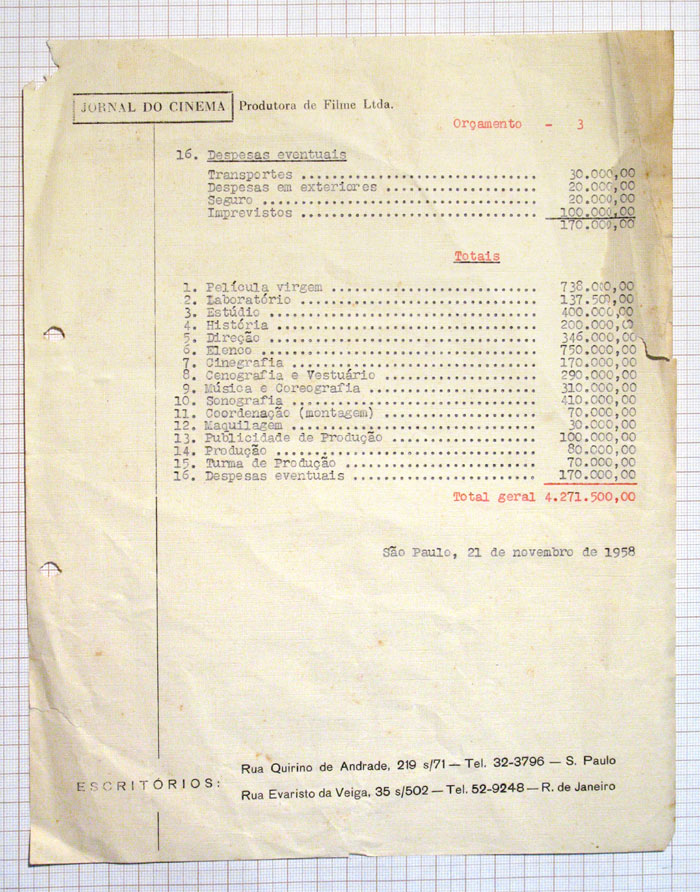 JORNAL DO CINEMA Produtora de Filme Ltda.
Orçamento - 3
16. Despesas eventuais
Transportes .............................. 30.000,00
Despesas em exteriores ................... 20.000,00
Seguro ................................... 20.000,00
Imprevistos .............................. 100.000,00
170.000,00
Totais
1. Película virgem ......................... 738.000,00
2. Laboratório ............................. 137.500,00
3. Estúdio ................................. 400.000,00
4. História ................................ 200.000,00
5. Direção ................................. 346.000,00
6. Elenco .................................. 750.000,00
7. Cinegrafia .............................. 170.000,00
8. Cenografia e Vestuário .................. 290.000,00
9. Música e Coreografia .................... 310.000,00
10. Sonografia ............................. 410.000,00
11. Coordenação (montagem) ................. 70.000,00
12. Maquilagem ............................. 30.000,00
13. Publicidade de Produção ................ 100.000,00
14. Produção ............................... 80.000,00
15. Turma de Produção ...................... 70.000,00
16. Despesas eventuais ..................... 170.000,00
Total geral 4.271.500,00
São Paulo, 21 de novembro de 1958
ESCRITÓRIOS:
Rua Quirino de Andrade, 219 s/71 — Tel. 32-3796 — S. Paulo
Rua Evaristo da Veiga, 35 s/502 — Tel. 52-9248 — R. de Janeiro